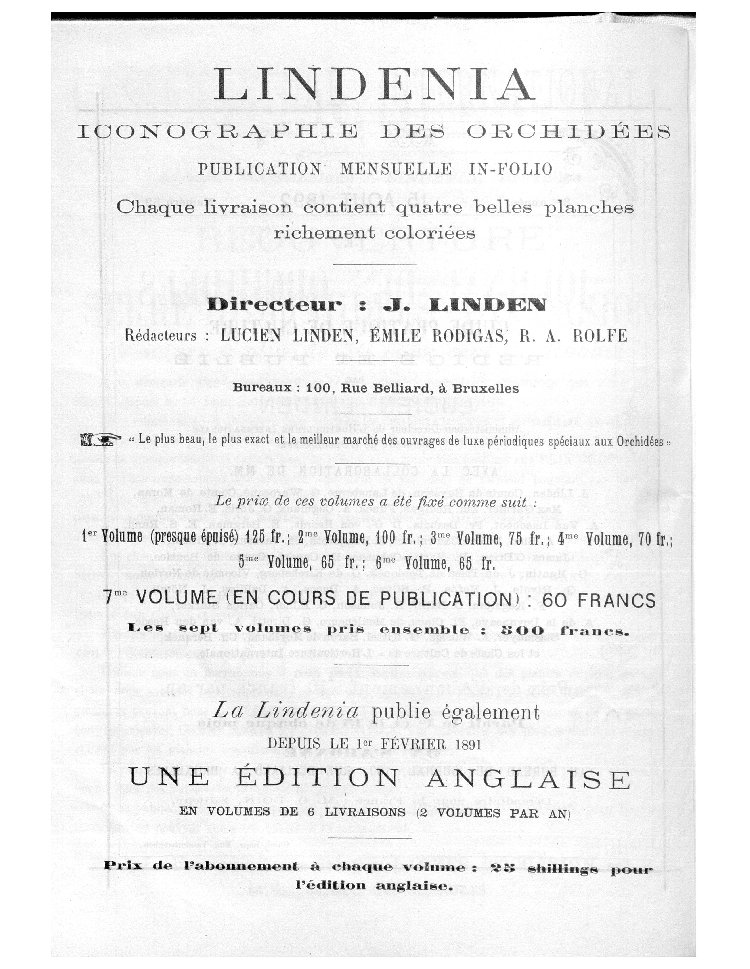 LINDENIA
ICONOGRAPHIE DES ORCHIDÉES
PUBLICATION MENSUELLE IN-FOLIO
Chaque livraison contient quatre belles planches
richement coloriées
Directeur : J. LINDEN
Rédacteurs : LUCIEN LINDEN, ÉMILE RODIGAS, R. A. ROLFE
Bureaux : 100, Rue Belliard, à Bruxelles
« Le plus beau, le plus exact et le meilleur marché des ouvrages de luxe périodiques spéciaux aux Orchidées »
Le prix de ces volumes a été fixé comme suit :
1er Volume (presque épuisé) 125 fr.; 2me Volume, 100 fr.; 3me Volume, 75 fr.; 4me Volume, 70 fr.;
5me Volume, 65 fr.; 6me Volume, 65 fr.
7me VOLUME (EN COURS DE PUBLICATION) : 60 FRANCS
Les sept volumes pris ensemble : 500 francs.
La Lindenia publie également
DEPUIS LE 1er FÉVRIER 1891
UNE ÉDITION ANGLAISE
EN VOLUMES DE 6 LIVRAISONS (2 VOLUMES PAR AN)
Prix de l'abonnement à chaque volume : 25 shillings pour
l'édition anglaise.